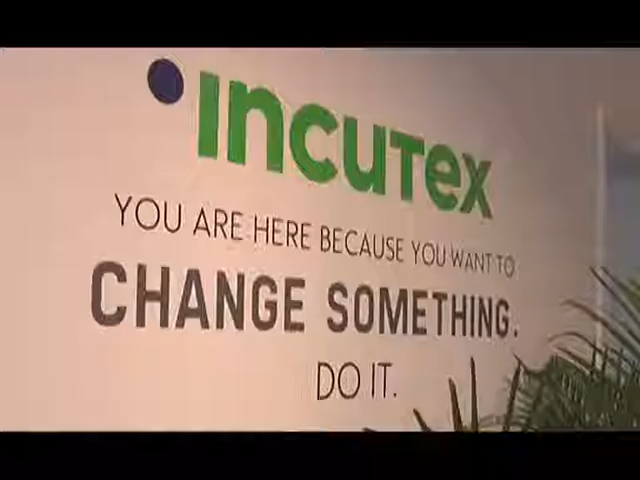 INCUTEX
YOU ARE HERE BECAUSE YOU WANT TO
CHANGE SOMETHING.
DO IT.